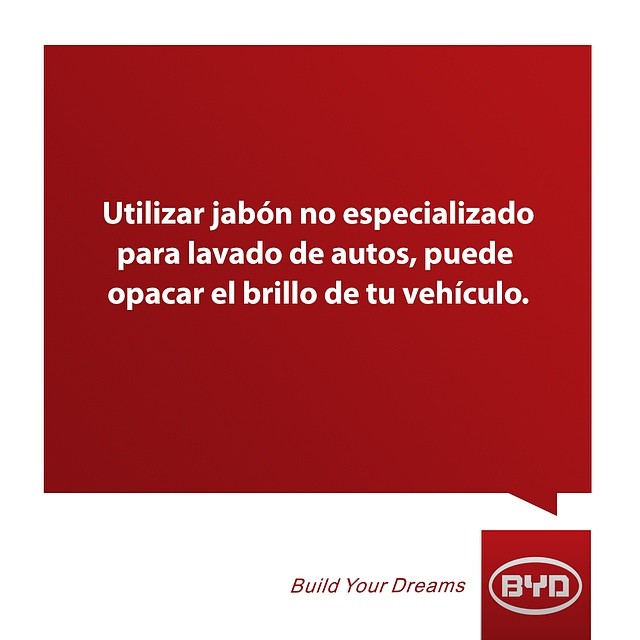 Utilizar jabón no especializado
para lavado de autos, puede
opacar el brillo de tu vehículo.
Build Your Dreams
BYD